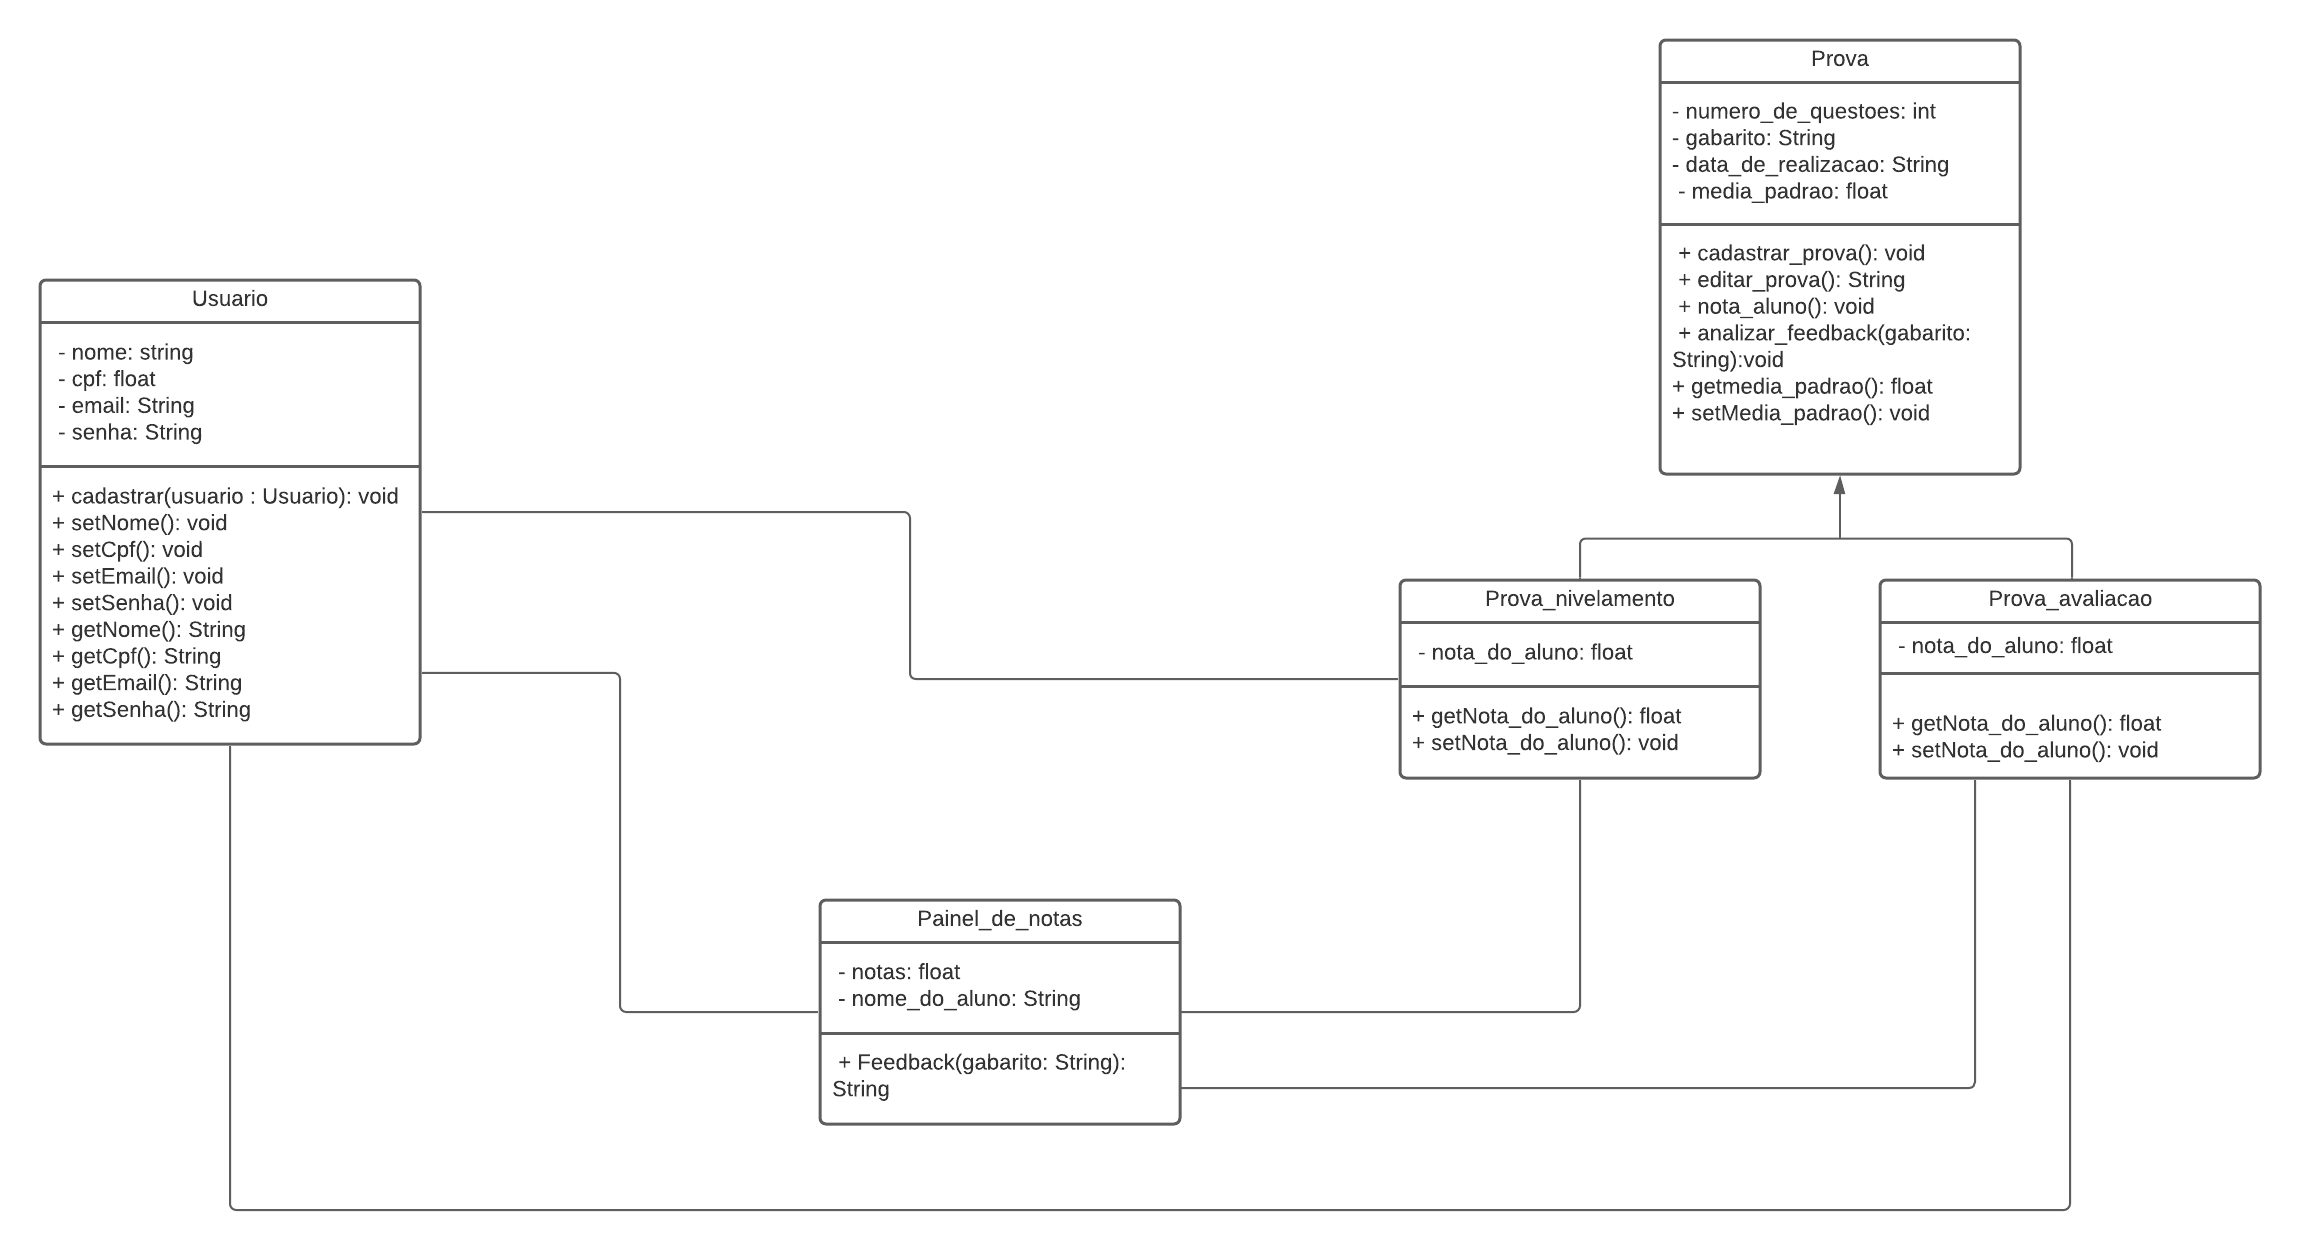 Prova
- numero_de_questoes: int
- gabarito: String
- data_de_realizacao: String
- media_padrao: float
+ cadastrar_prova(): void
+ editar_prova(): String
+ nota_aluno(): void
+ analizar_feedback(gabarito:
String):void
+ getmedia_padrao(): float
+ setMedia_padrao(): void
Usuario
- nome: string
- cpf: float
- email: String
- senha: String
+ cadastrar(usuario : Usuario): void
+ setNome(): void
+ setCpf(): void
+ setEmail(): void
+ setSenha(): void
+ getNome(): String
+ getCpf(): String
+ getEmail(): String
+ getSenha(): String
Prova_nivelamento
- nota_do_aluno: float
+ getNota_do_aluno(): float
+ setNota_do_aluno(): void
Prova_avaliacao
- nota_do_aluno: float
+ getNota_do_aluno(): float
+ setNota_do_aluno(): void
Painel_de_notas
- notas: float
- nome_do_aluno: String
+ Feedback(gabarito: String):
String